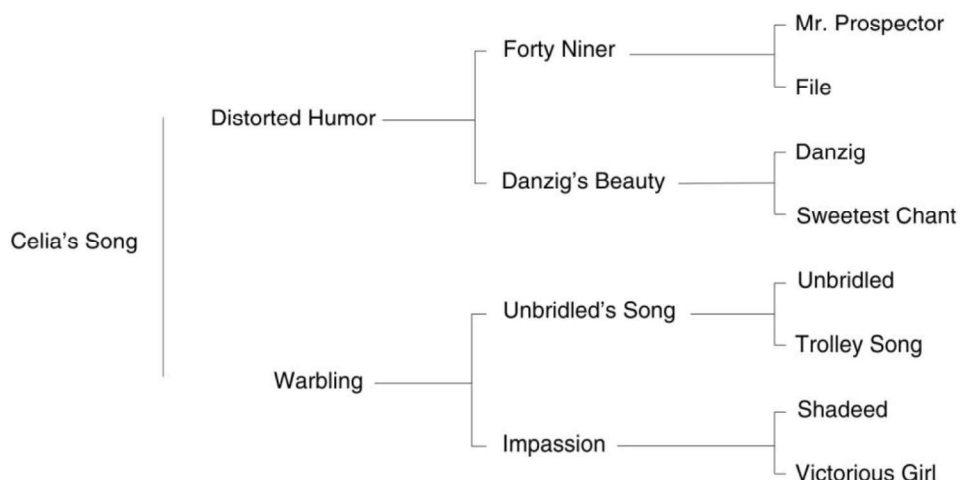 Mr. Prospector
Forty Niner
File
Distorted Humor
Danzig
Danzig's Beauty
Sweetest Chant
Celia's Song
Unbridled
Unbridled's Song
Trolley Song
Warbling
Shadeed
Impassion
Victorious Girl